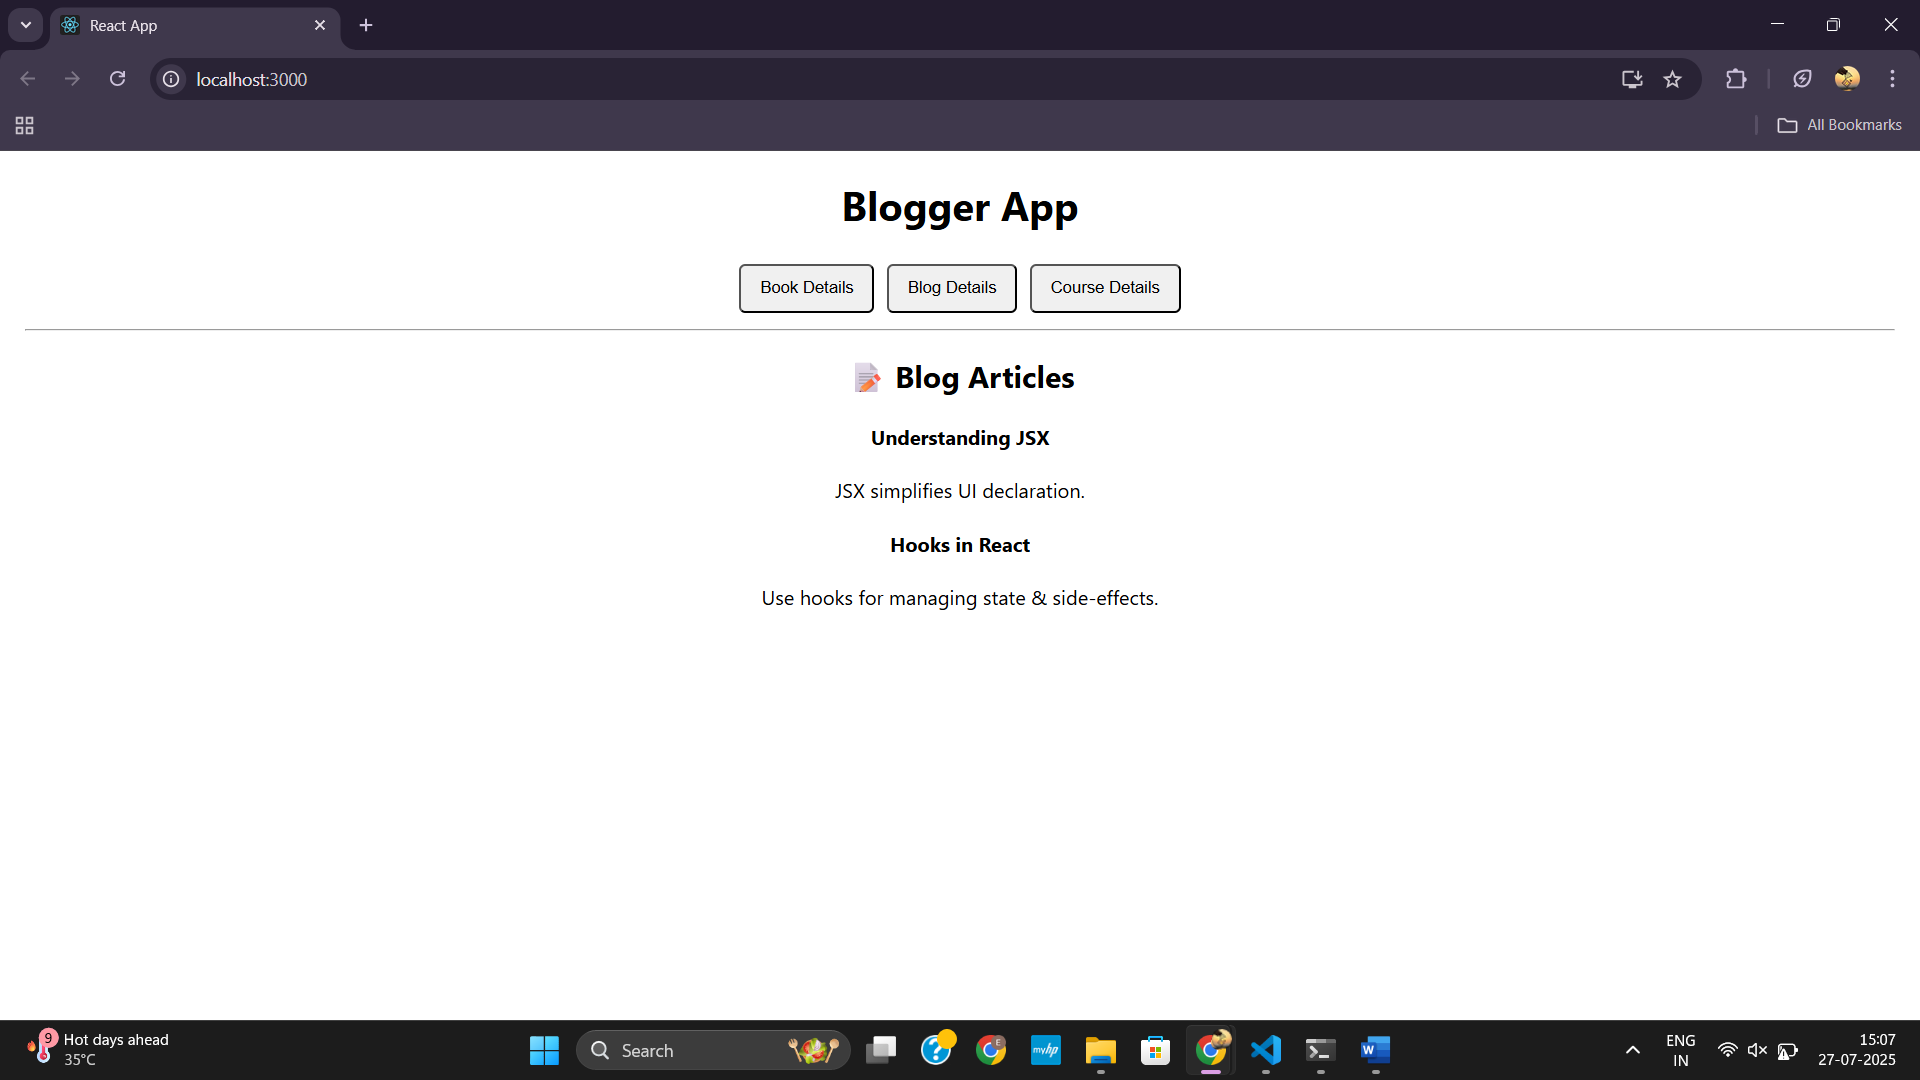 React App
localhost:3000
All Bookmarks
Blogger App
Book Details
Blog Details
Course Details
📝 Blog Articles
Understanding JSX
JSX simplifies UI declaration.
Hooks in React
Use hooks for managing state & side-effects.
9
Hot days ahead
35°C
Search
E
myhp
W
ENG
IN
15:07
27-07-2025